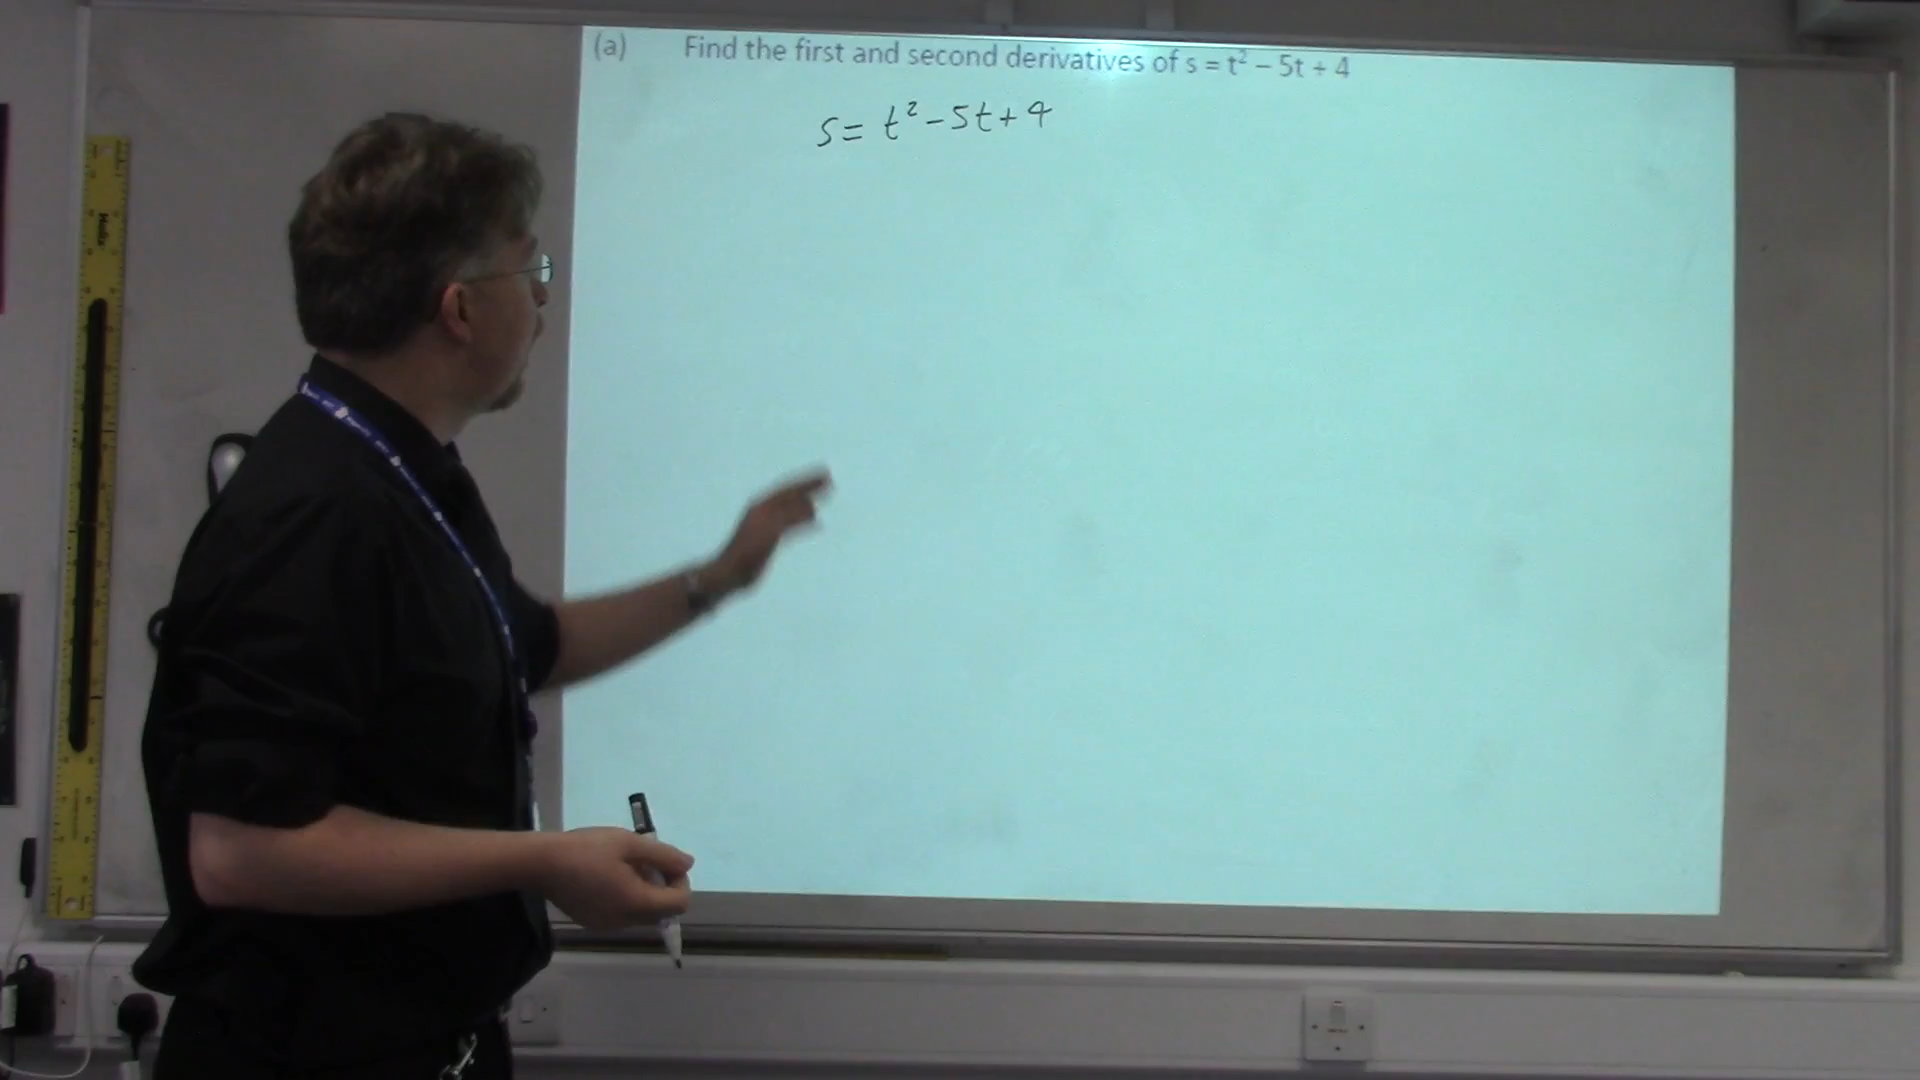 (a) Find the first and second derivatives of s = t² – 5t + 4
s = t² – 5t + 4